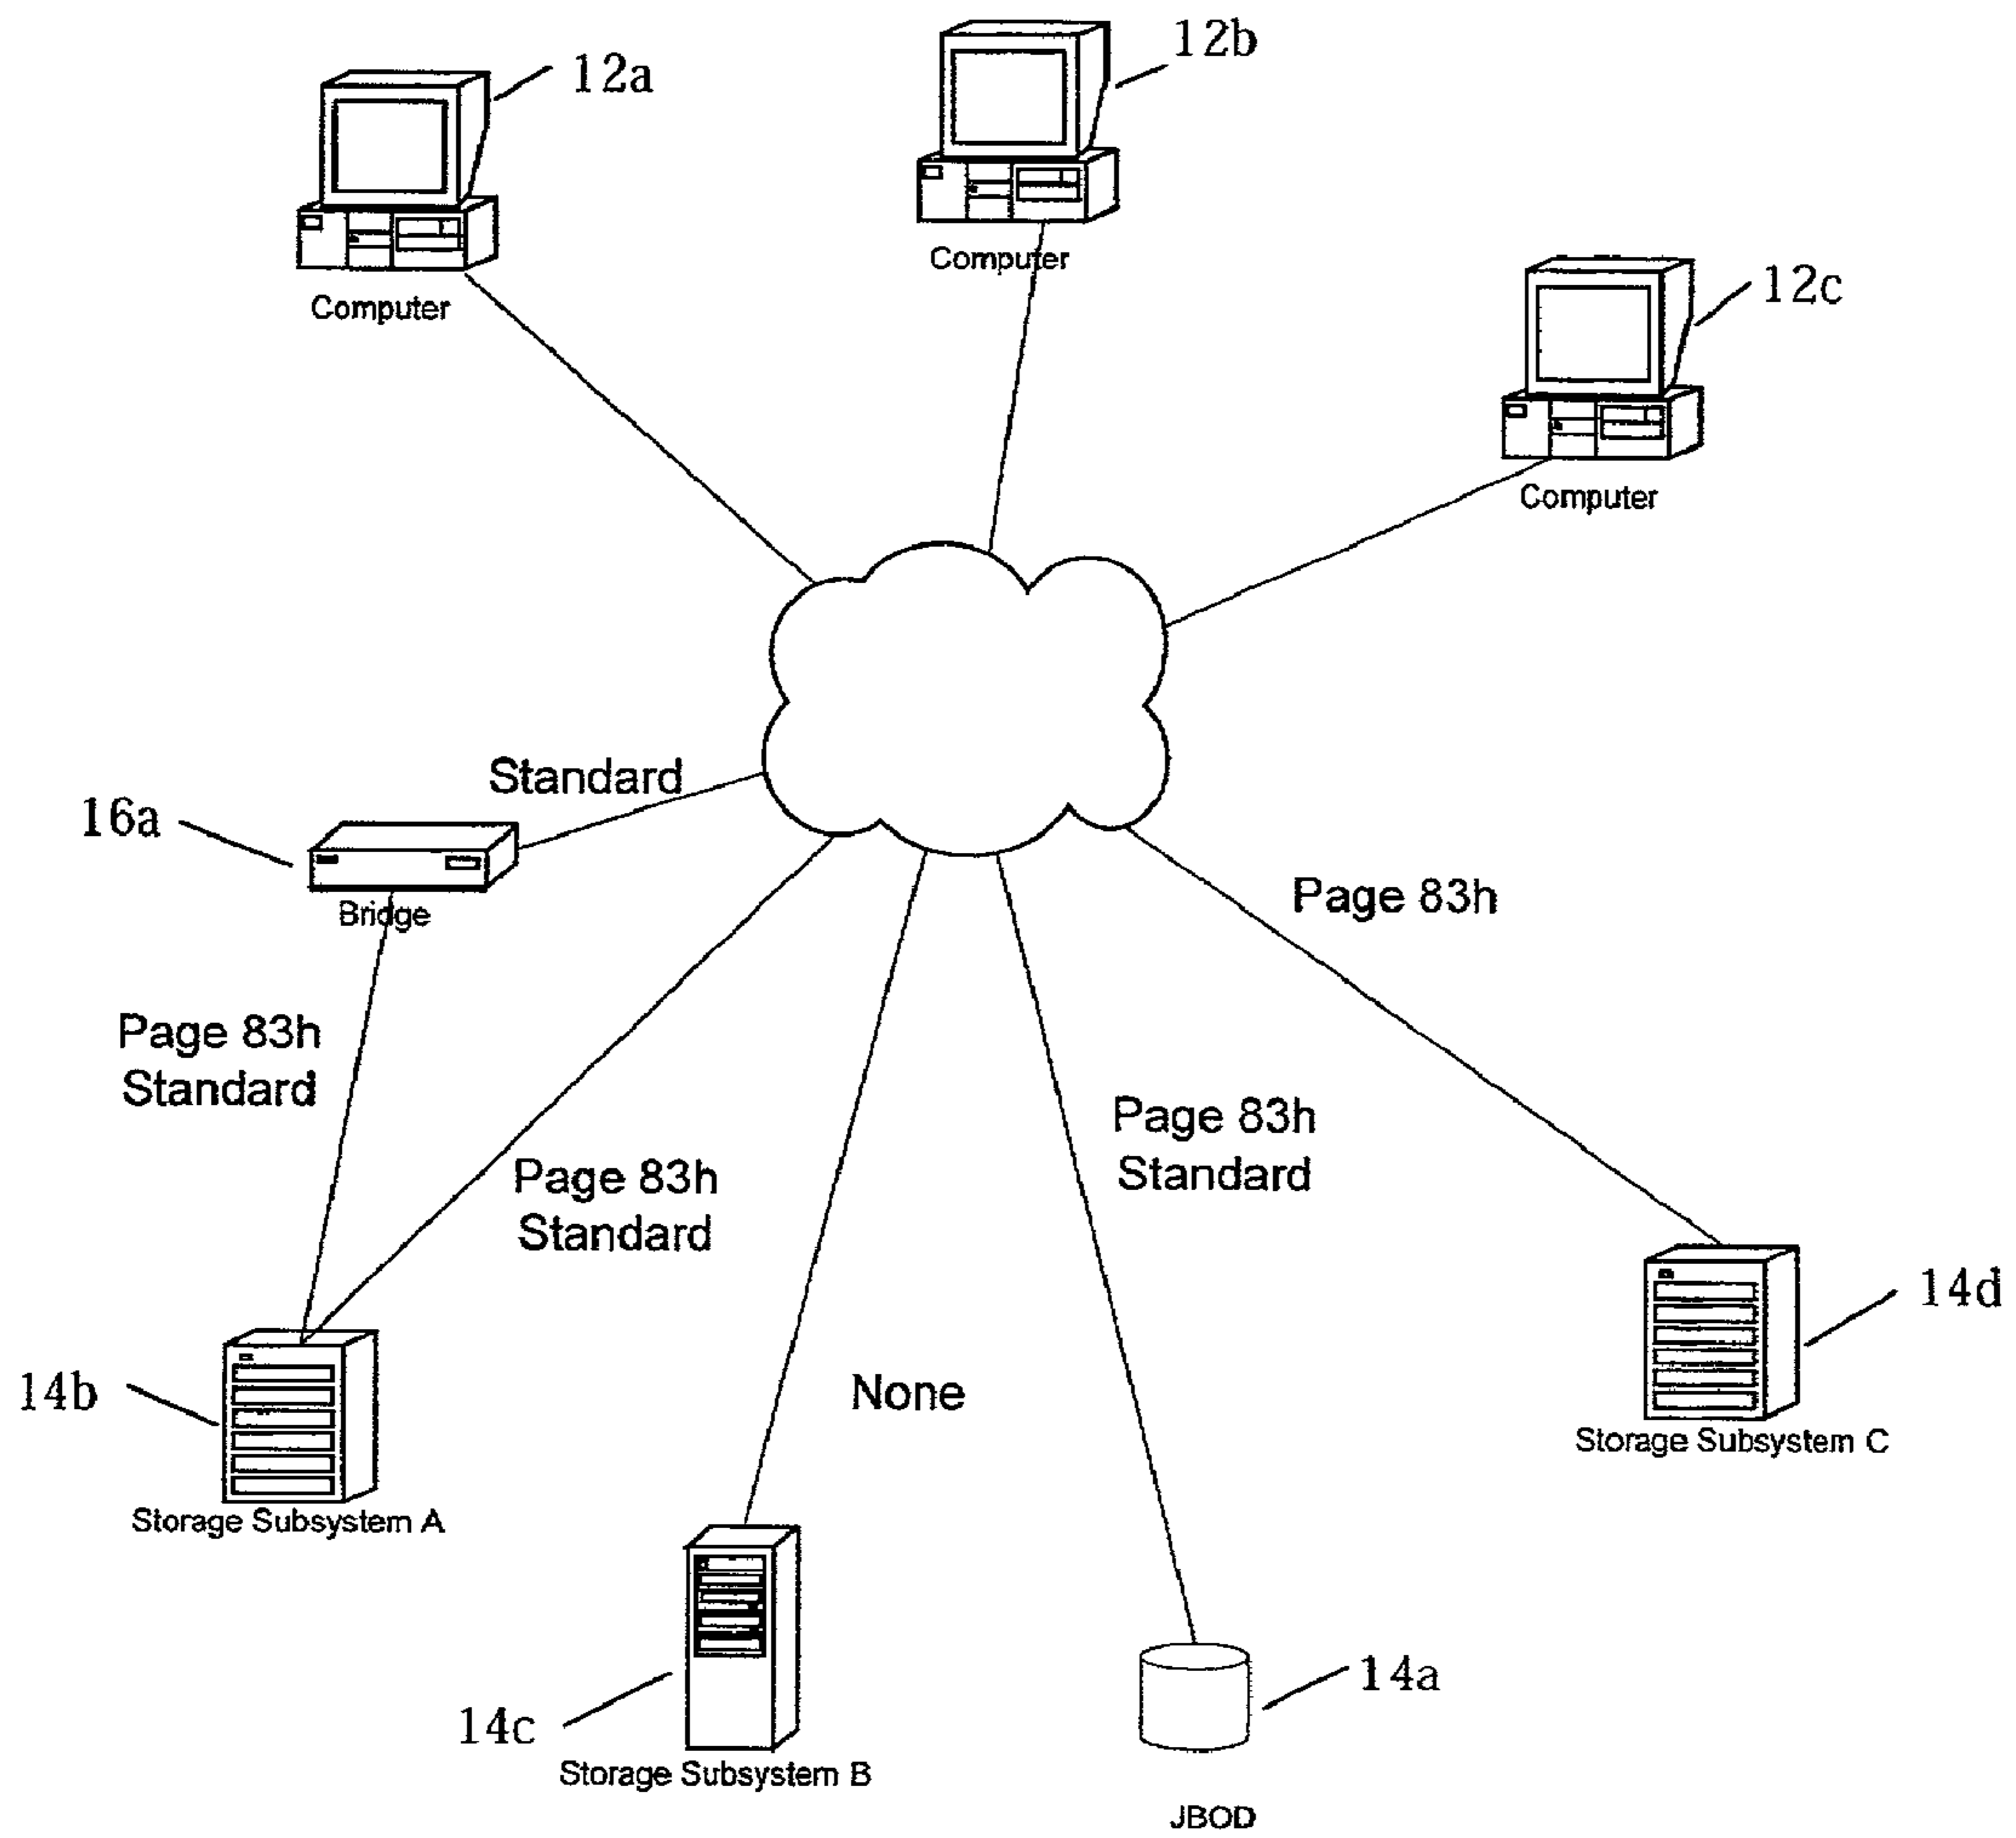 12b
12a
Computer
12c
Computer
Computer
Standard
16a
Bridge
Page 83h
Page 83h
Standard
Page 83h
Standard
Page 83h
Standard
14d
14b
None
Storage Subsystem C
Storage Subsystem A
14a
14c
Storage Subsystem B
JBOD